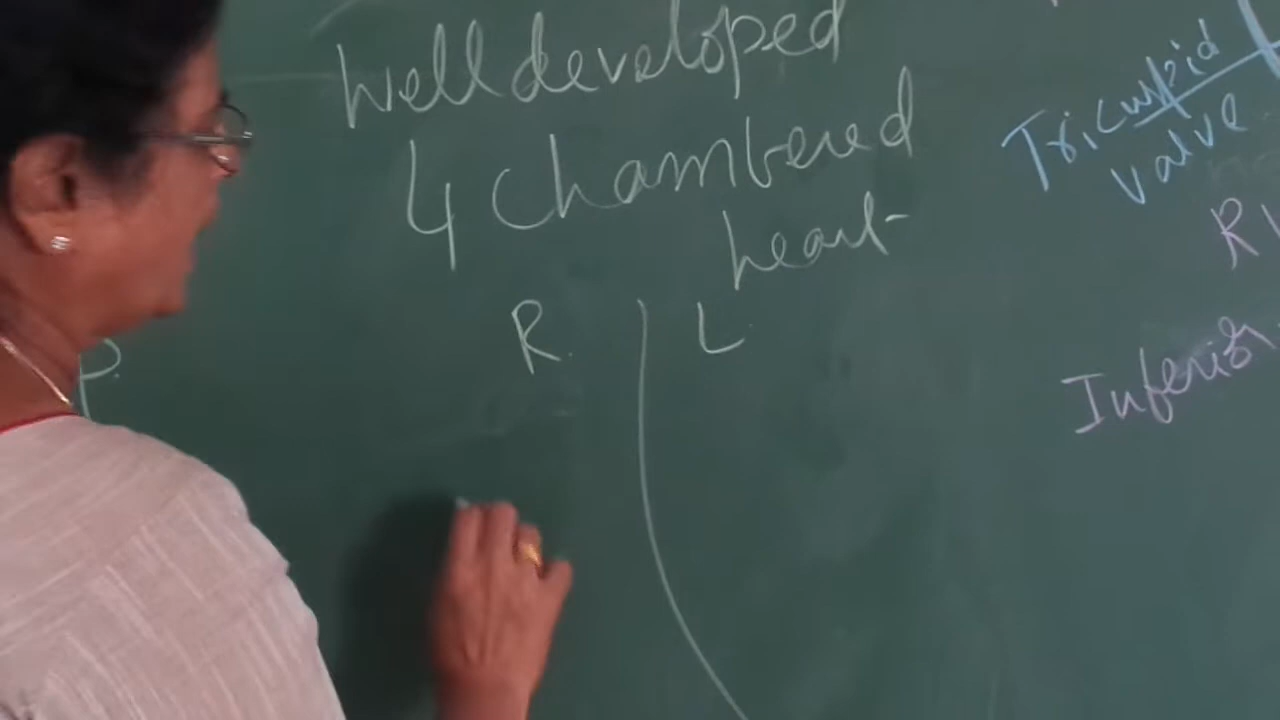 Well developed
4 chambered
heart
R. L
Tricuspid
valve
R
Inferior
P.